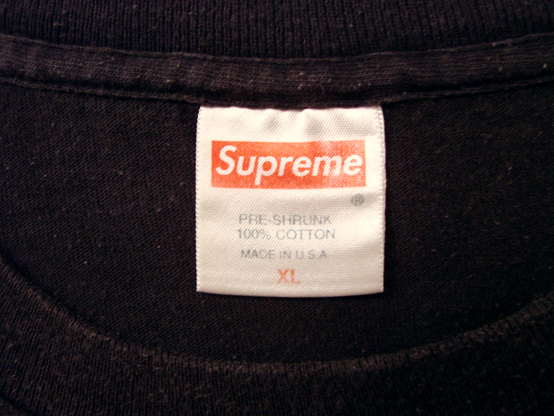 Supreme
®
PRE-SHRUNK
100% COTTON
MADE IN U S A
XL